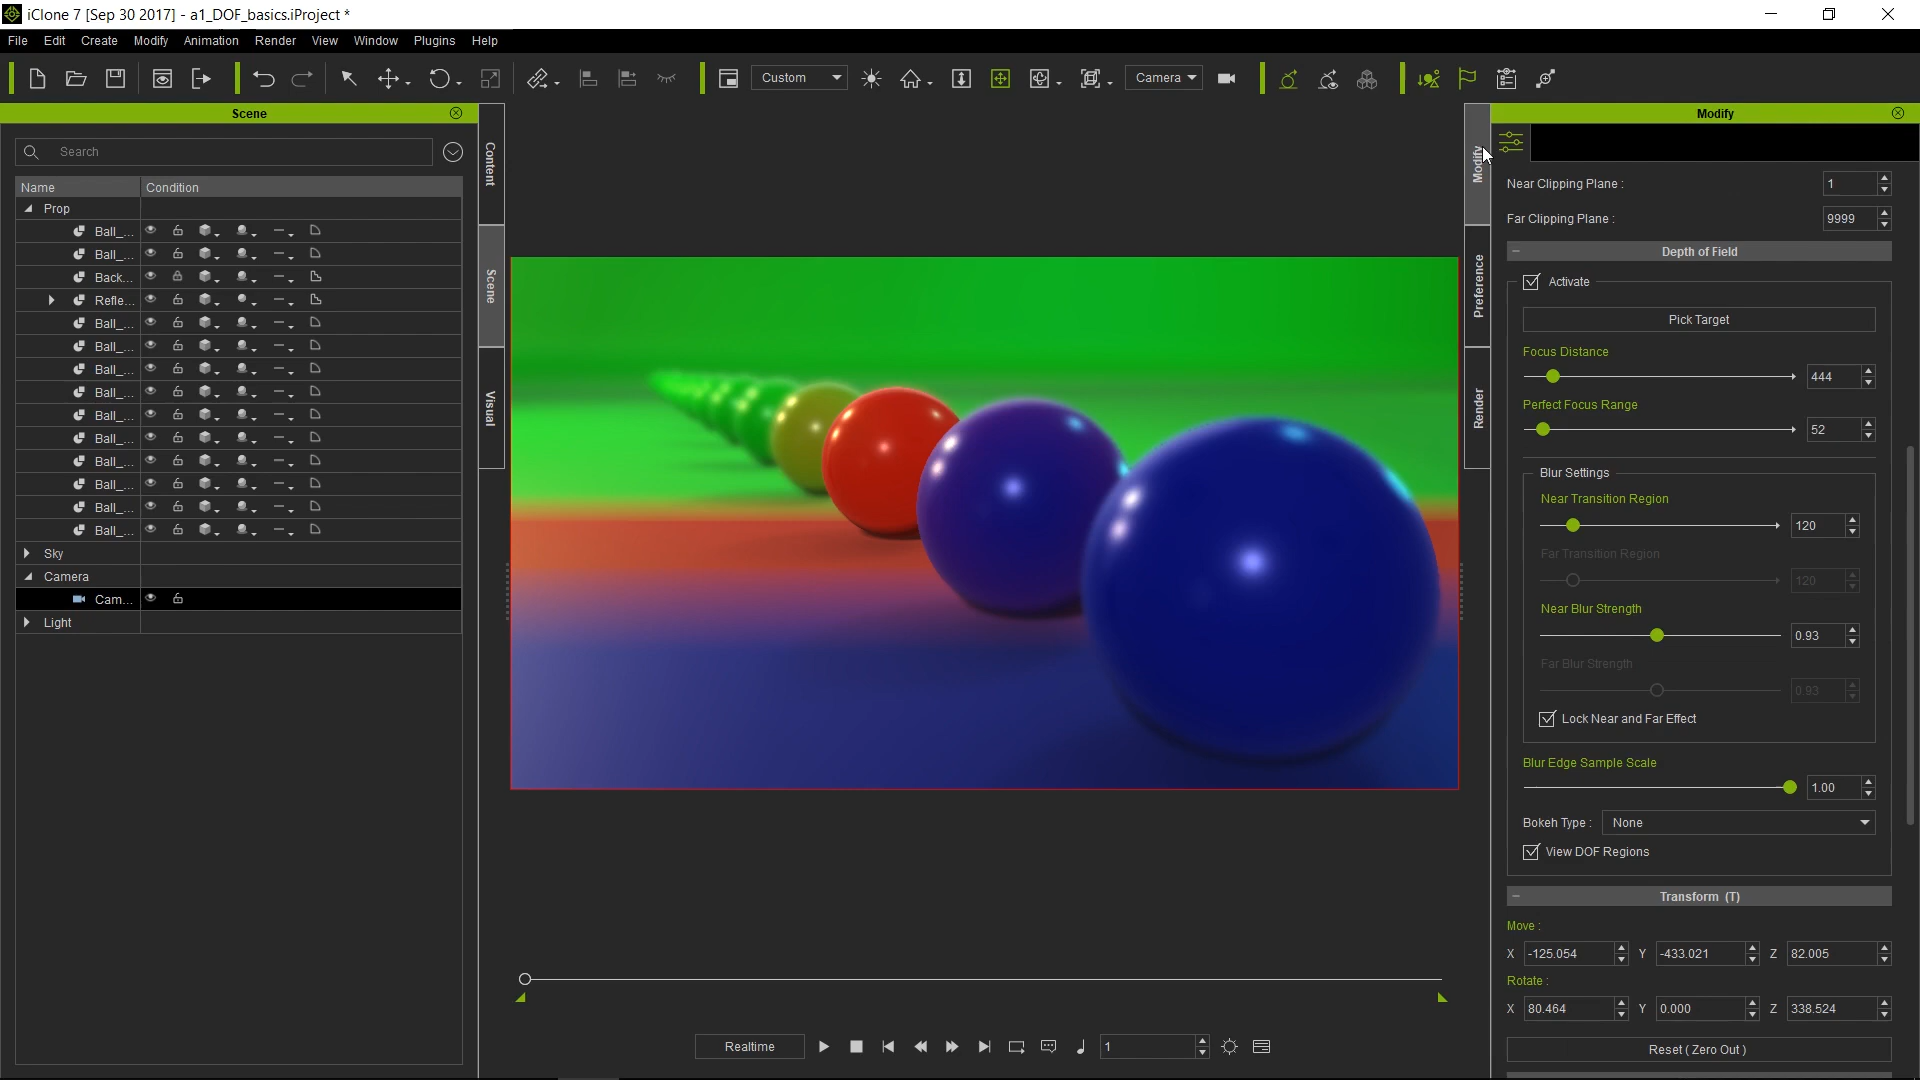 iClone 7 [Sep 30 2017] - a1_DOF_basics.iProject *
File Edit Create Modify Animation Render View Window Plugins Help
Custom Camera
Scene
Search
Name Condition
Prop
Ball_...
Ball_...
Back...
Refle...
Ball_...
Ball_...
Ball_...
Ball_...
Ball_...
Ball_...
Ball_...
Ball_...
Ball_...
Ball_...
Sky
Camera
Cam...
Light
Content
Scene
Visual
Realtime
1
Modify
Preference
Render
Modify
Near Clipping Plane : 1
Far Clipping Plane : 9999
Depth of Field
Activate
Pick Target
Focus Distance
444
Perfect Focus Range
52
Blur Settings
Near Transition Region
120
Far Transition Region
120
Near Blur Strength
0.93
Far Blur Strength
0.93
Lock Near and Far Effect
Blur Edge Sample Scale
1.00
Bokeh Type : None
View DOF Regions
Transform (T)
Move :
X -125.054 Y -433.021 Z 82.005
Rotate :
X 80.464 Y 0.000 Z 338.524
Reset ( Zero Out )